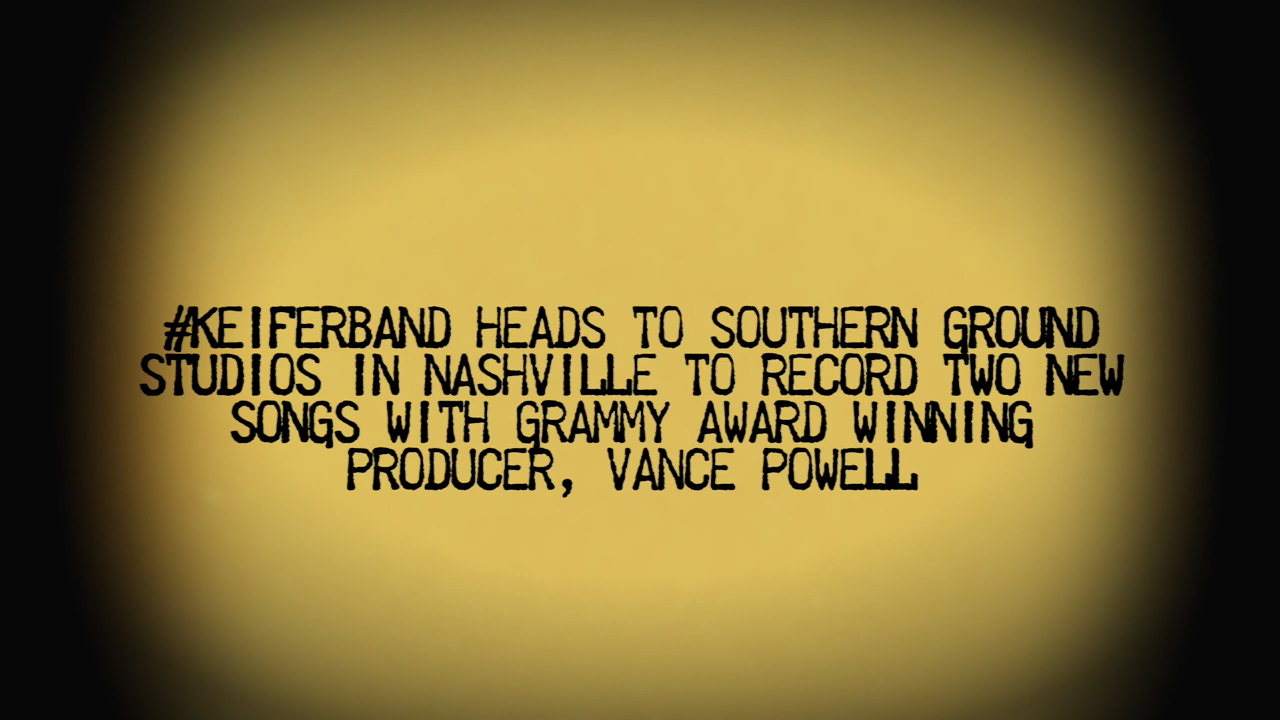 #KEIFERBAND HEADS TO SOUTHERN GROUND
STUDIOS IN NASHVILLE TO RECORD TWO NEW
SONGS WITH GRAMMY AWARD WINNING
PRODUCER, VANCE POWELL